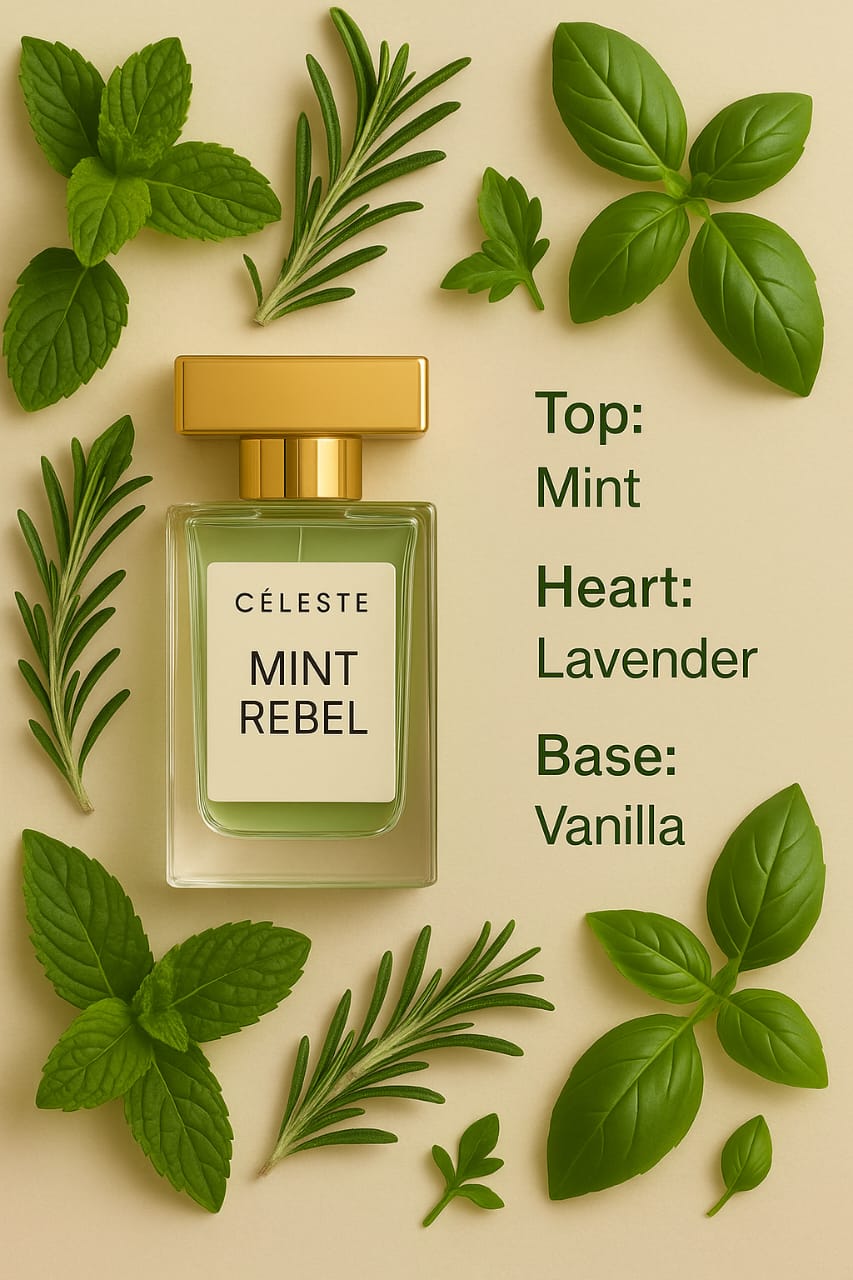 CÉLESTE
MINT
REBEL
Top:
Mint
Heart:
Lavender
Base:
Vanilla